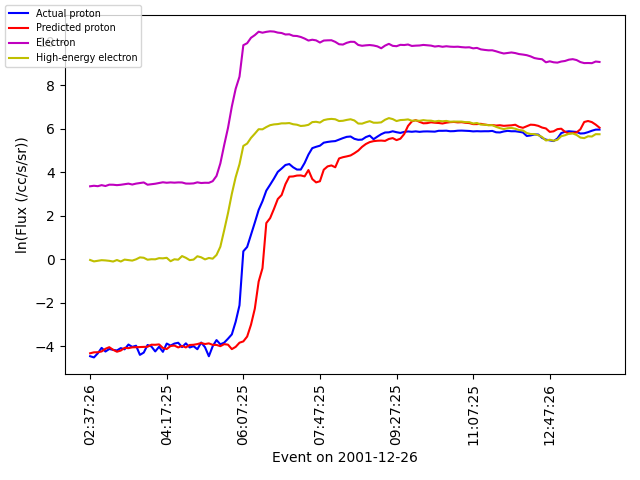 Actual proton
Predicted proton
Electron
High-energy electron
8
6
4
2
0
−2
−4
ln(Flux (/cc/s/sr))
02:37:26
04:17:25
06:07:25
07:47:25
09:27:25
11:07:25
12:47:26
Event on 2001-12-26